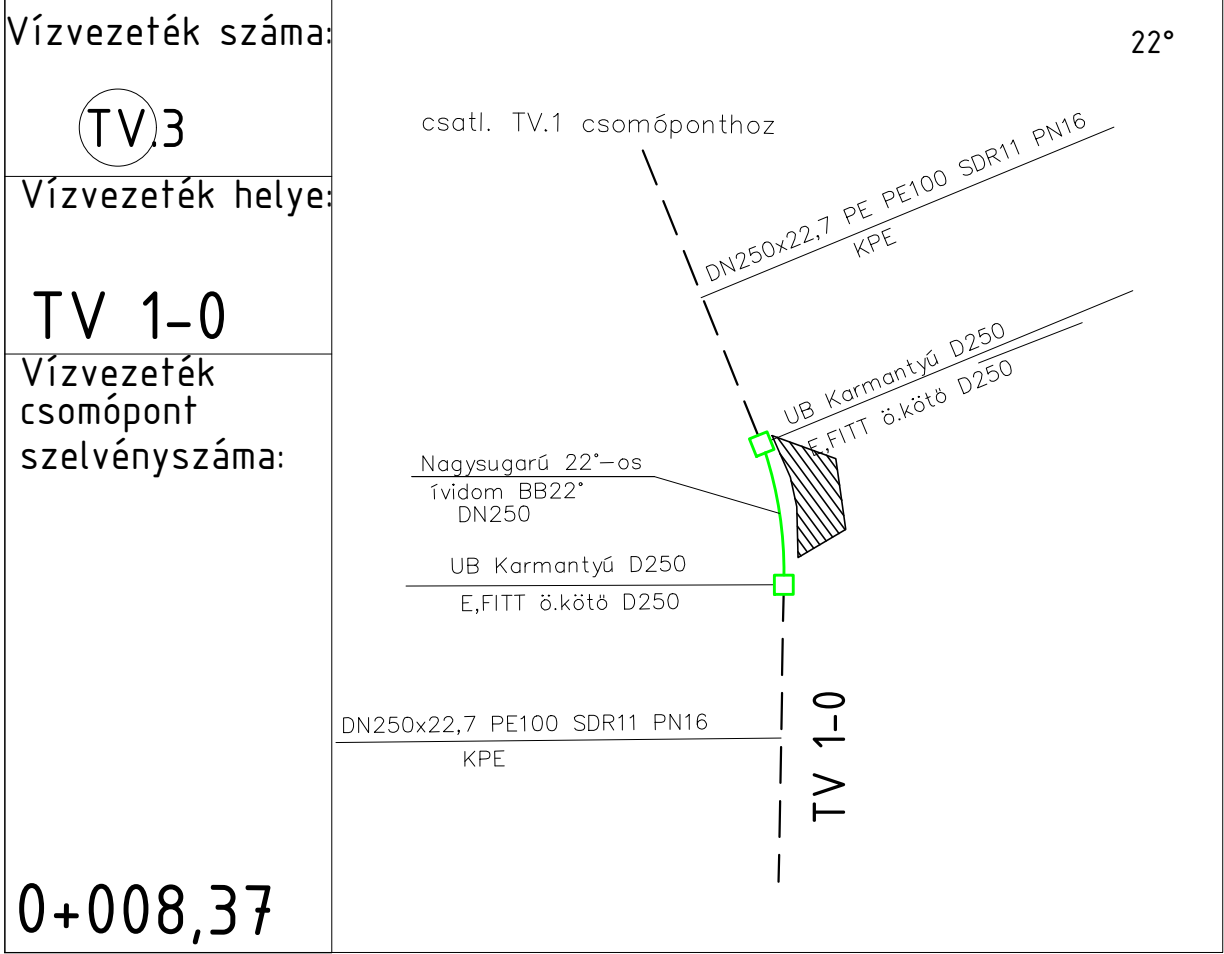 Vízvezeték száma:
TV.3
Vízvezeték helye:
TV 1-0
Vízvezeték
csomópont
szelvényszáma:
0+008,37
22°
csatl. TV.1 csomóponthoz
DN250x22,7 PE PE100 SDR11 PN16
KPE
UB Karmantyú D250
E,FITT ö.kötö D250
Nagysugarú 22°-os
ívidom BB22°
DN250
UB Karmantyú D250
E,FITT ö.kötö D250
DN250x22,7 PE100 SDR11 PN16
KPE
TV 1-0